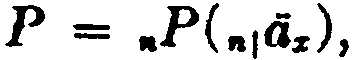 P = ₙP(ₙ|äₓ),